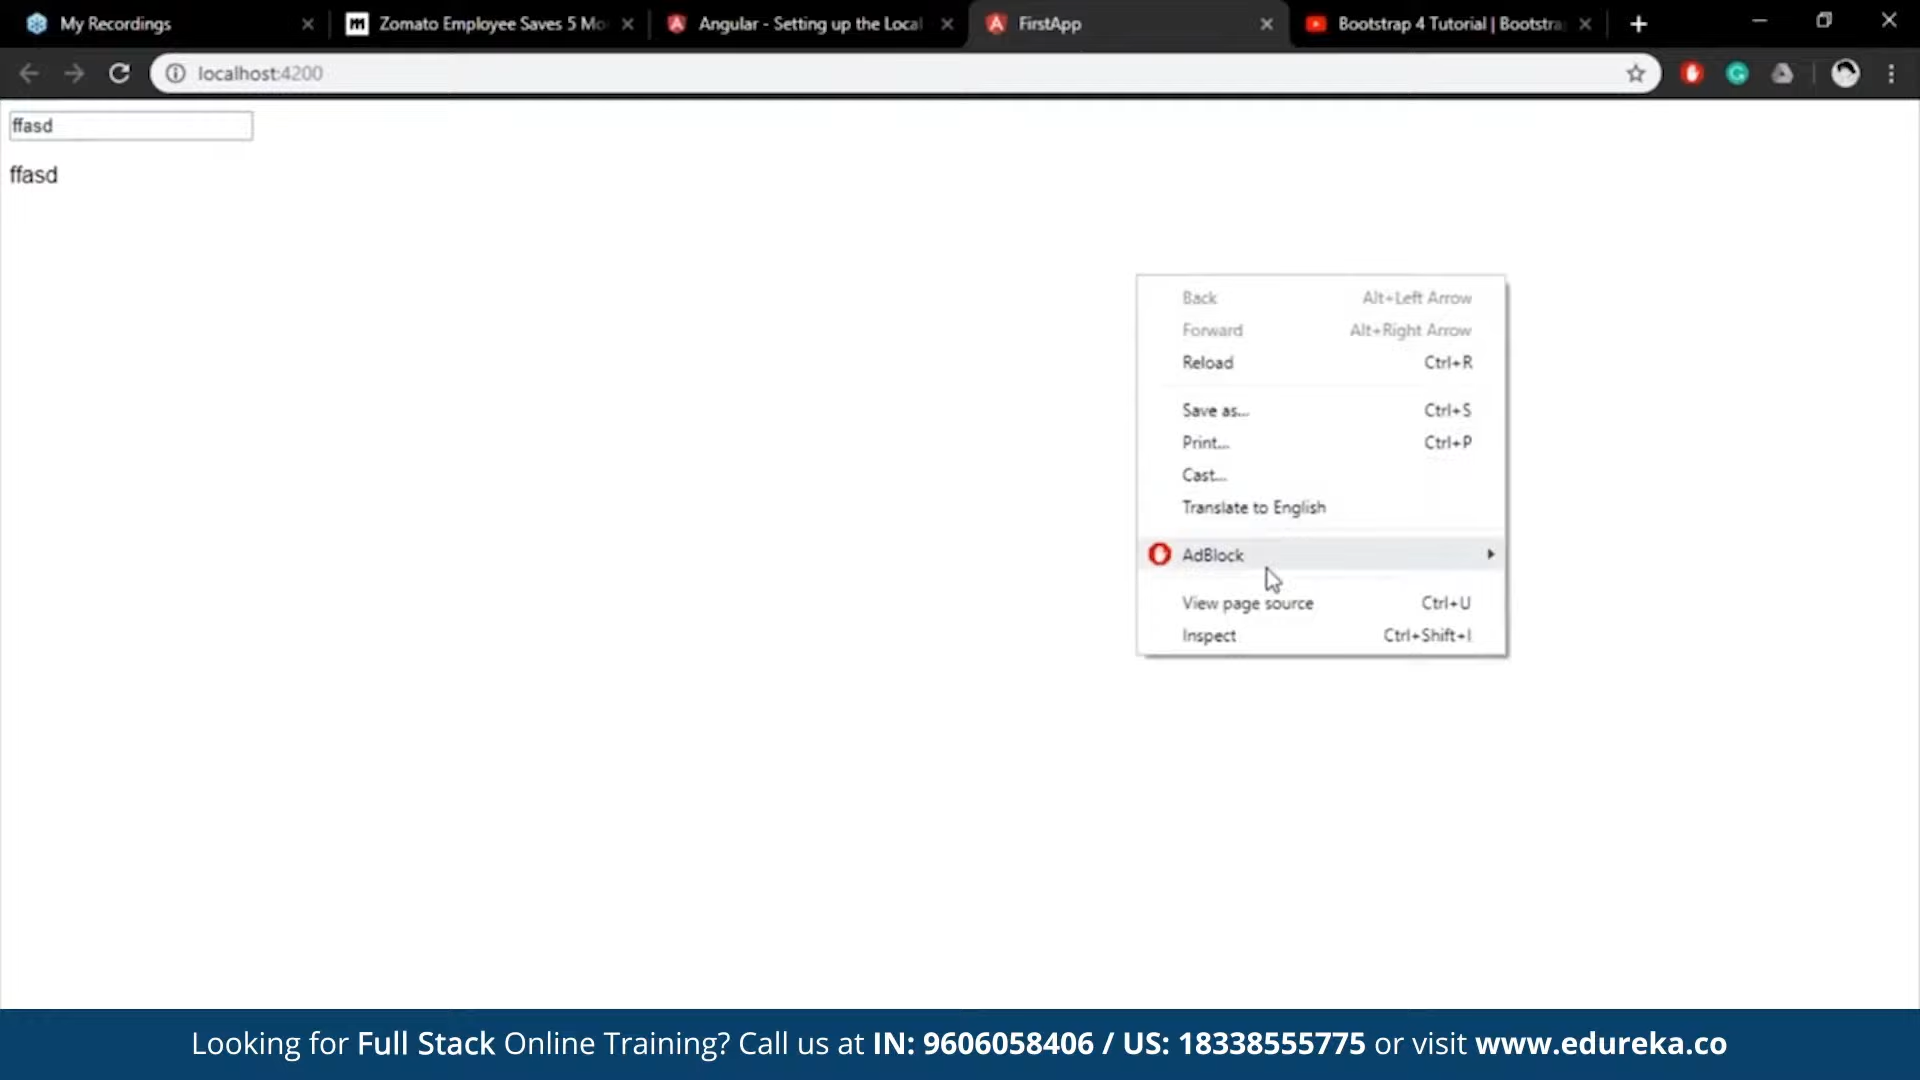 My Recordings
Zomato Employee Saves 5 Mo
Angular - Setting up the Local
FirstApp
Bootstrap 4 Tutorial | Bootstra
localhost:4200
ffasd
ffasd
Back Alt+Left Arrow
Forward Alt+Right Arrow
Reload Ctrl+R
Save as... Ctrl+S
Print... Ctrl+P
Cast...
Translate to English
AdBlock
View page source Ctrl+U
Inspect Ctrl+Shift+I
Looking for Full Stack Online Training? Call us at IN: 9606058406 / US: 18338555775 or visit www.edureka.co